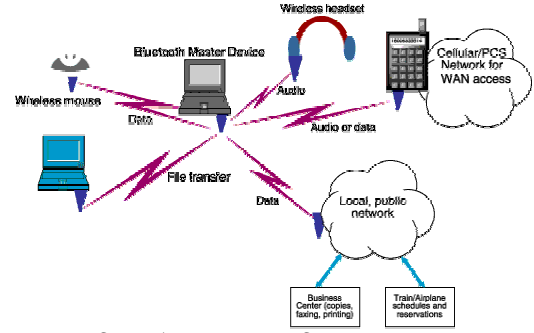 Wireless headset
Bluetooth Master Device
Cellular/PCS
Network for
WAN access
Wireless mouse
Audio
Data
Audio or data
File transfer
Data
Local, public
network
Business
Center (copies,
faxing, printing)
Train/Airplane
schedules and
reservations